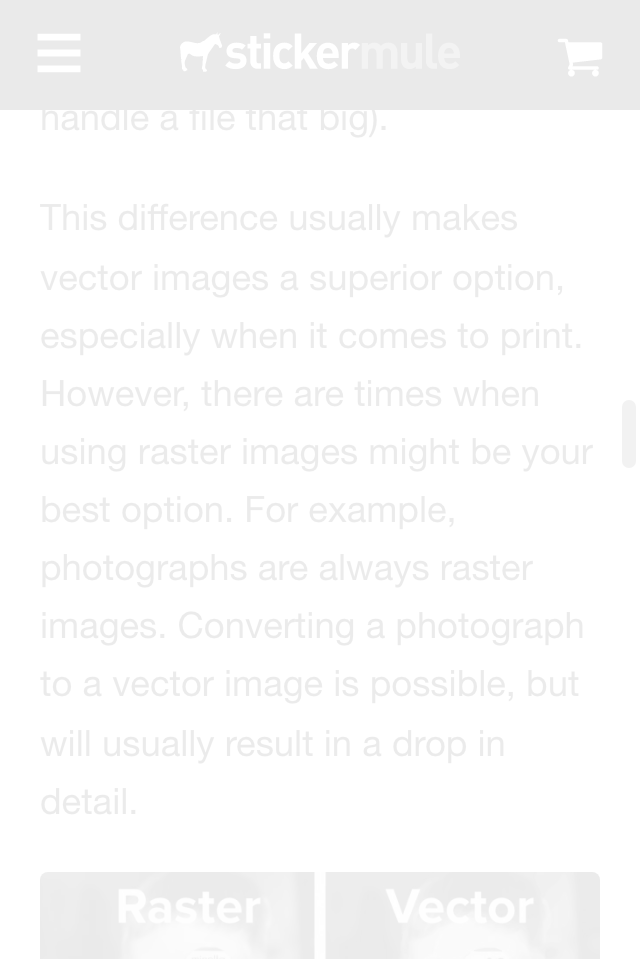 stickermule
handle a file that big).
This difference usually makes
vector images a superior option,
especially when it comes to print.
However, there are times when
using raster images might be your
best option. For example,
photographs are always raster
images. Converting a photograph
to a vector image is possible, but
will usually result in a drop in
detail.
Raster Vector